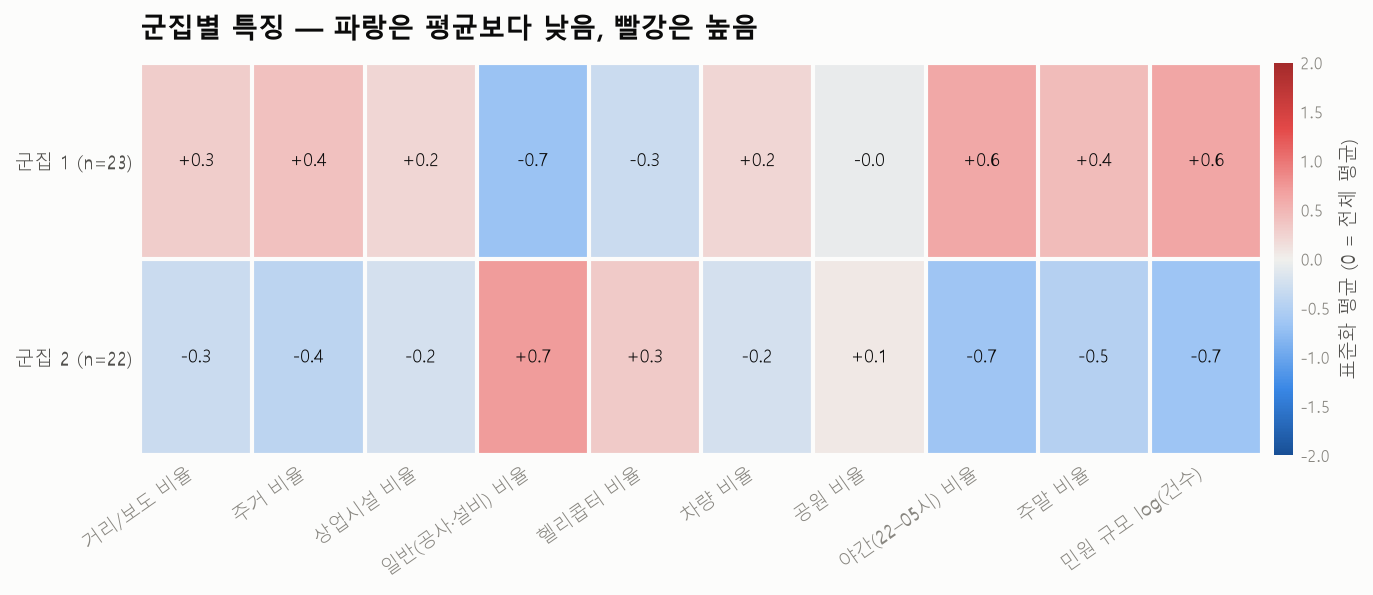 군집별 특징 — 파랑은 평균보다 낮음, 빨강은 높음
군집 1 (n=23)
+0.3 +0.4 +0.2 -0.7 -0.3 +0.2 -0.0 +0.6 +0.4 +0.6
군집 2 (n=22)
-0.3 -0.4 -0.2 +0.7 +0.3 -0.2 +0.1 -0.7 -0.5 -0.7
거리/보도 비율
주거 비율
상업시설 비율
일반(공사·설비) 비율
헬리콥터 비율
차량 비율
공원 비율
야간(22–05시) 비율
주말 비율
민원 규모 log(건수)
2.0
1.5
1.0
0.5
0.0
-0.5
-1.0
-1.5
-2.0
표준화 평균 (0 = 전체 평균)